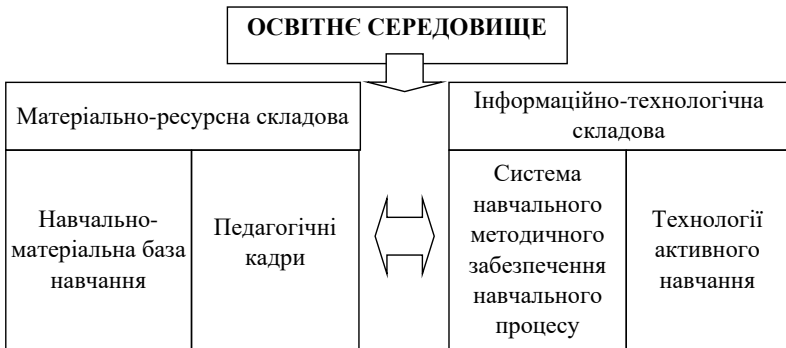 ОСВІТНЄ СЕРЕДОВИЩЕ
Матеріально-ресурсна складова
Інформаційно-технологічна
складова
Навчально-
матеріальна база
навчання
Педагогічні
кадри
Система
навчального
методичного
забезпечення
навчального
процесу
Технології
активного
навчання